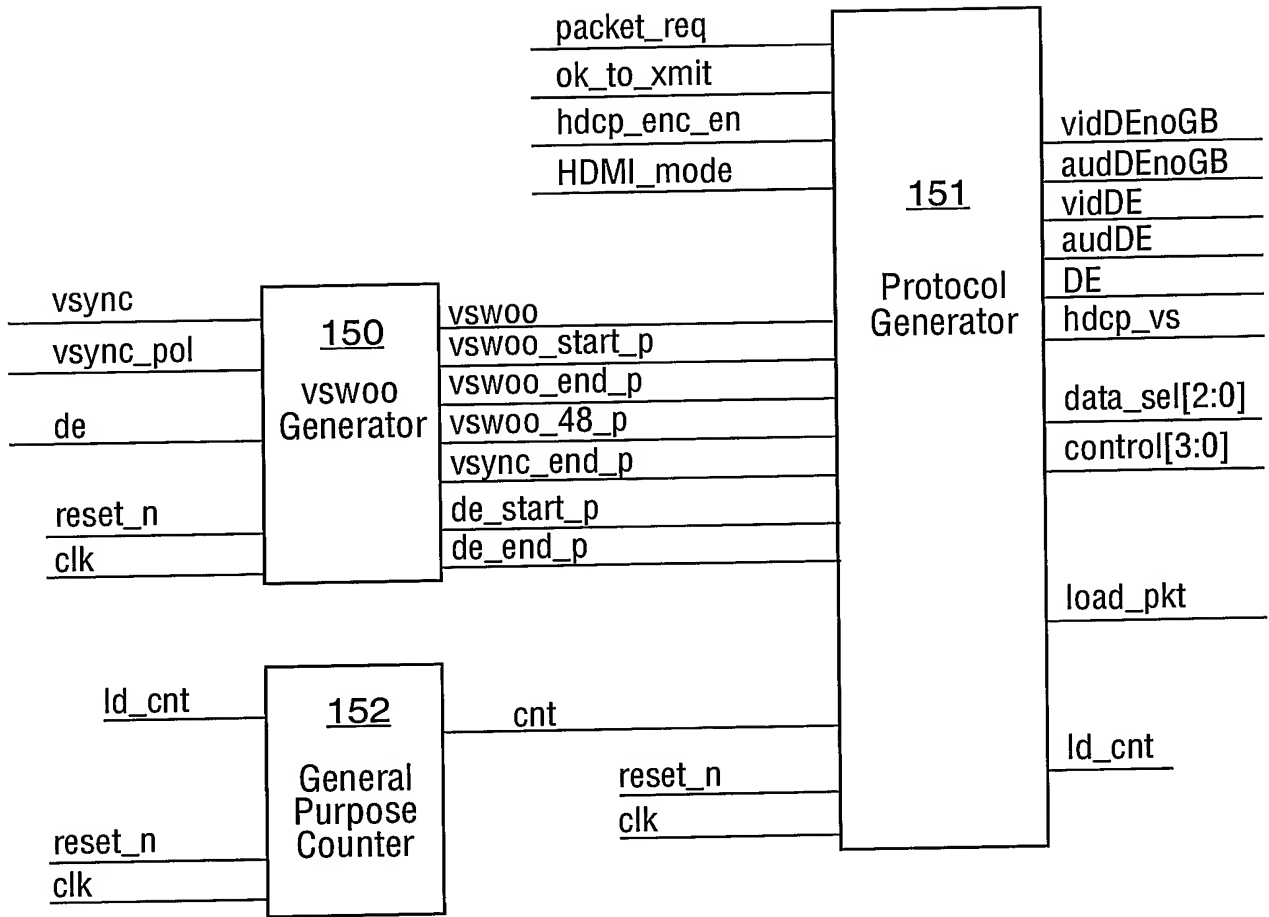 packet_req
ok_to_xmit
hdcp_enc_en
HDMI_mode
151
Protocol
Generator
vidDEnoGB
audDEnoGB
vidDE
audDE
DE
hdcp_vs
data_sel[2:0]
control[3:0]
load_pkt
ld_cnt
vsync
vsync_pol
de
reset_n
clk
150
vswoo
Generator
vswoo
vswoo_start_p
vswoo_end_p
vswoo_48_p
vsync_end_p
de_start_p
de_end_p
ld_cnt
reset_n
clk
152
General
Purpose
Counter
cnt
reset_n
clk